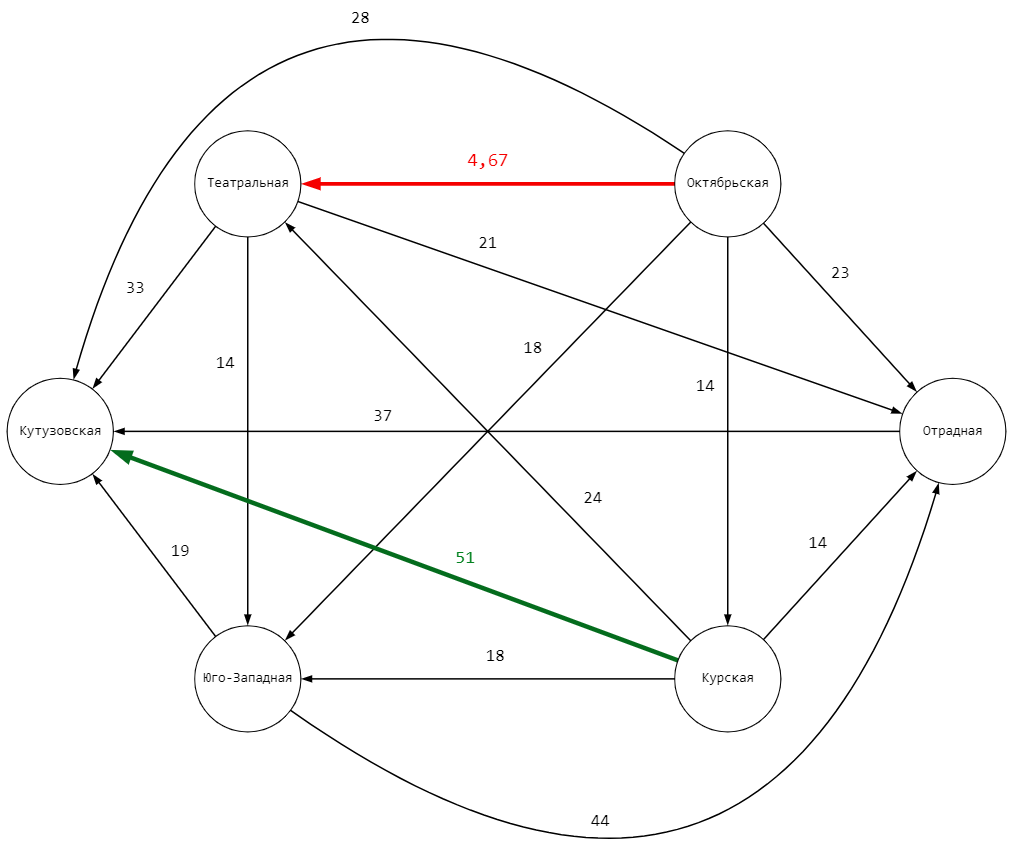 28
4,67
Театральная
Октябрьская
21
23
33
18
14
14
37
Кутузовская
Отрадная
24
14
19
51
18
Юго-Западная
Курская
44